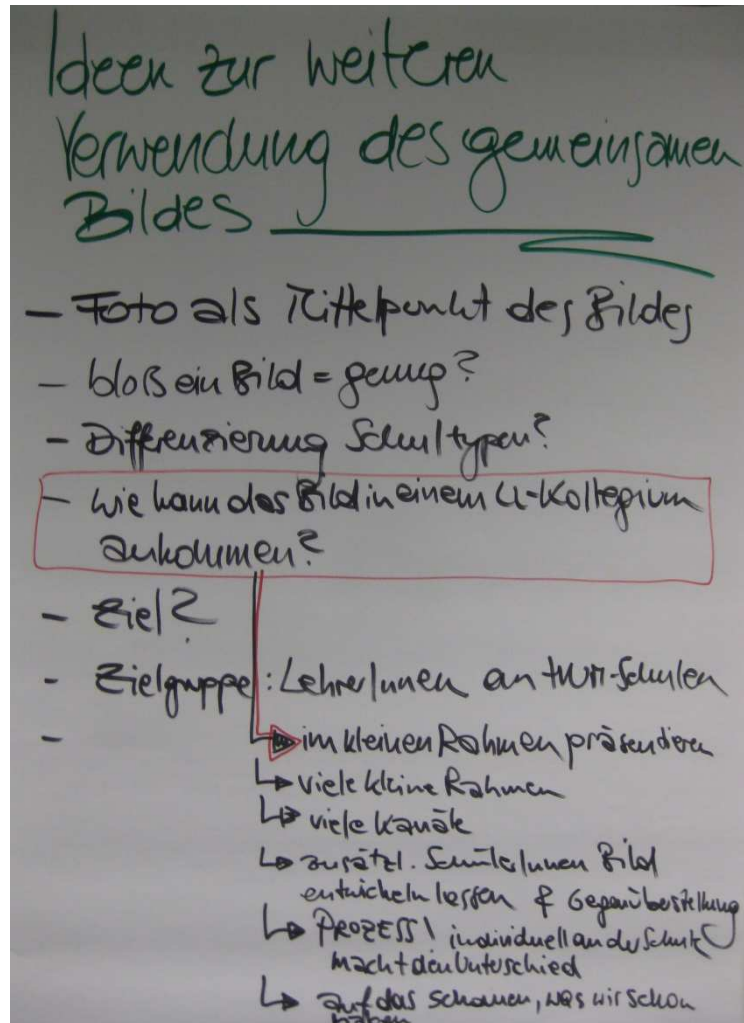 Ideen zur weiteren
Verwendung des gemeinsamen
Bildes
- Foto als Mittelpunkt des Bildes
- bloß ein Bild = genug?
- Differenzierung Schultypen?
- wie kann das Bild in einem LL-Kollegium
ankommen?
- Ziel?
- Zielgruppe: LehrerInnen an HUM-Schulen
-
im kleinen Rahmen präsentieren
viele kleine Rahmen
viele Kanäle
zusätzl. SchülerInnen Bild
entwickeln lassen & Gegenüberstellung
PROZESS! individuell an der Schule
macht den Unterschied
auf das schauen, was wir schon
haben